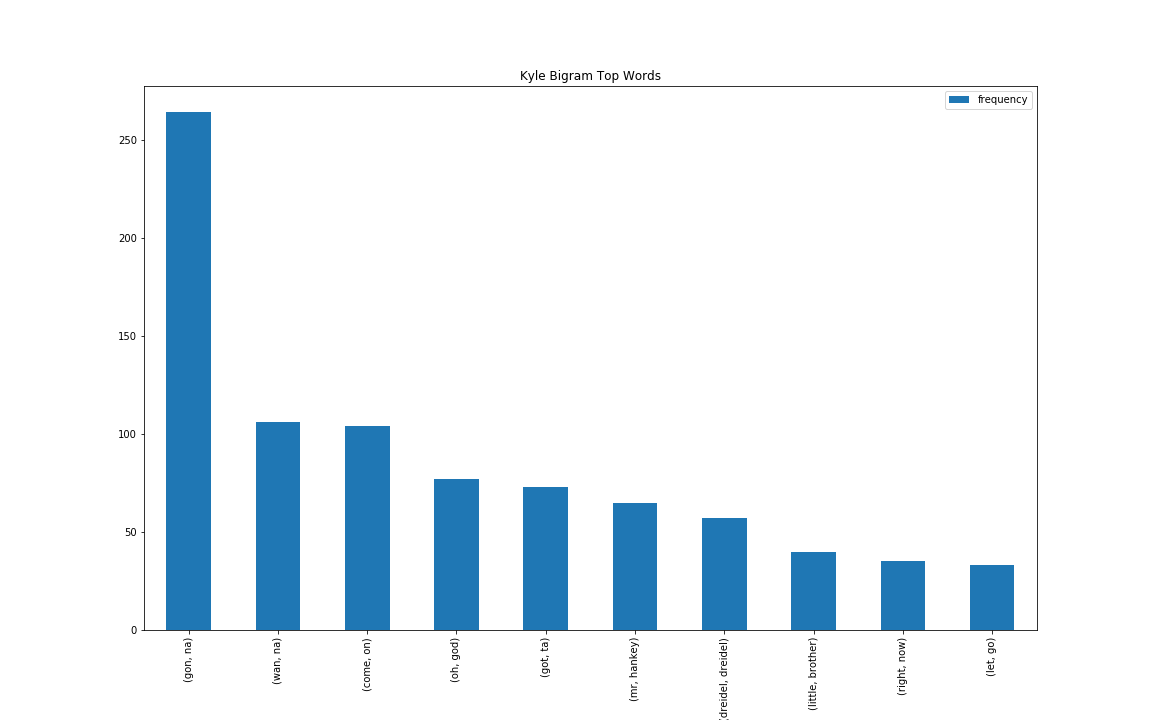 Kyle Bigram Top Words
frequency
250
200
150
100
50
0
(gon, na)
(wan, na)
(come, on)
(oh, god)
(got, ta)
(mr, hankey)
(dreidel, dreidel)
(little, brother)
(right, now)
(let, go)